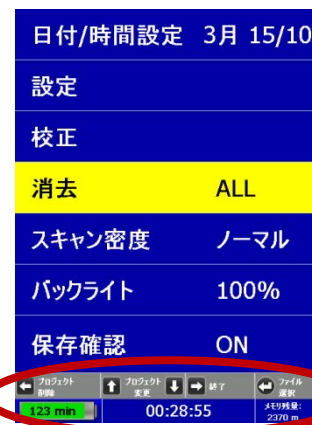 日付/時間設定 3月 15/10
設定
校正
消去 ALL
スキャン密度 ノーマル
バックライト 100%
保存確認 ON
← プロジェクト削除 ↑ プロジェクト変更 ↓ → 終了 ↵ ファイル選択
123 min 00:28:55 メモリ残量: 2370 m